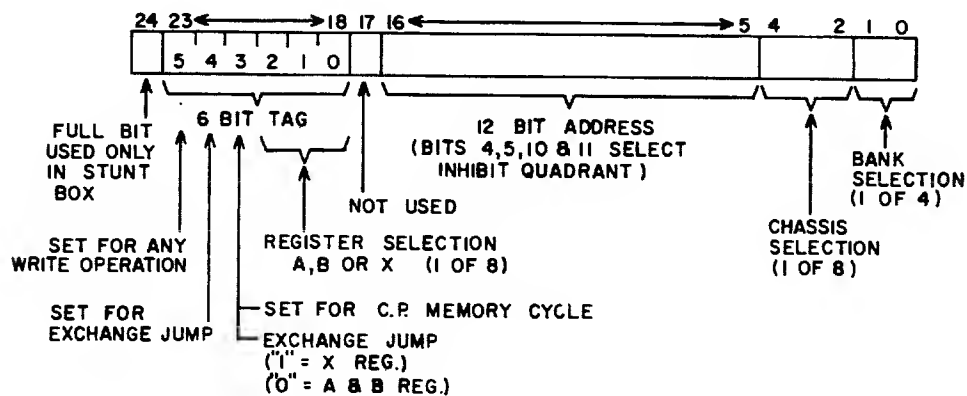 24 23 18 17 16 5 4 2 1 0
5 4 3 2 1 0
FULL BIT
USED ONLY
IN STUNT
BOX
6 BIT TAG
NOT USED
12 BIT ADDRESS
(BITS 4,5,10 & 11 SELECT
INHIBIT QUADRANT)
BANK
SELECTION
(1 OF 4)
CHASSIS
SELECTION
(1 OF 8)
SET FOR ANY
WRITE OPERATION
REGISTER SELECTION
A,B OR X (1 OF 8)
SET FOR
EXCHANGE JUMP
SET FOR C.P. MEMORY CYCLE
EXCHANGE JUMP
("1" = X REG.)
("0" = A & B REG.)